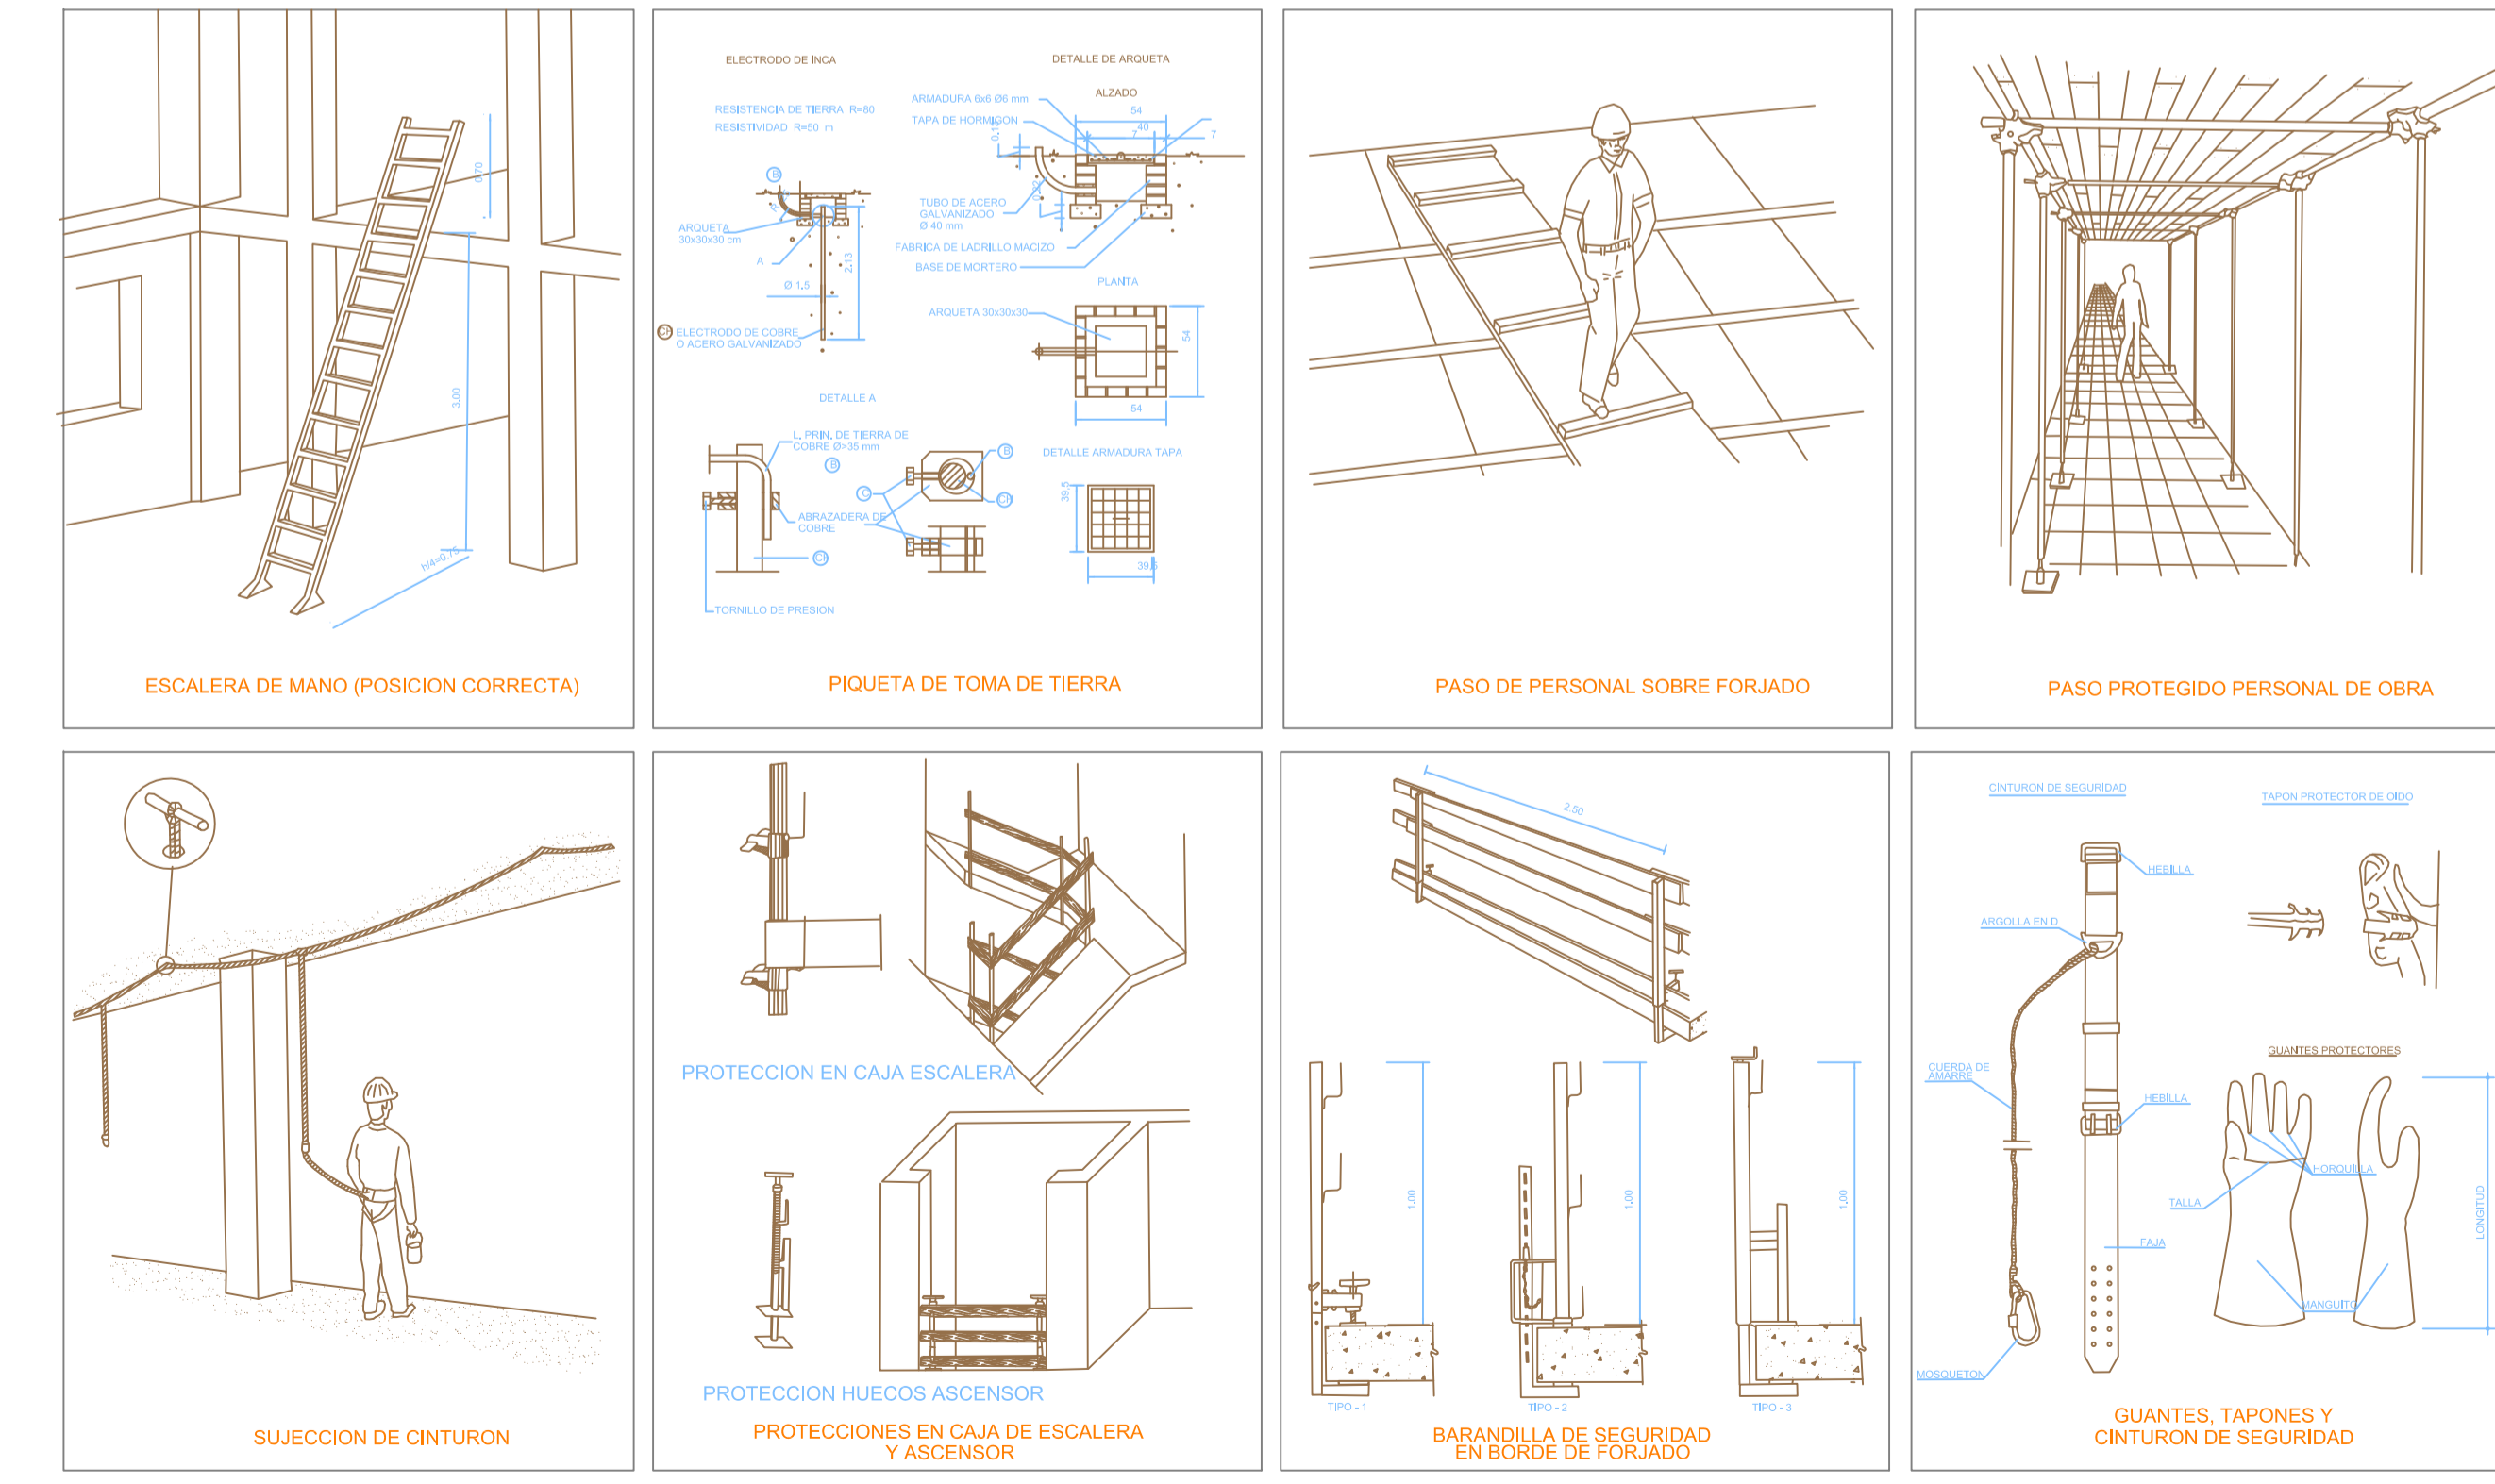 0.70
3.00
h/4=0.75
ESCALERA DE MANO (POSICION CORRECTA)
ELECTRODO DE INCA
RESISTENCIA DE TIERRA R=80
RESISTIVIDAD R=50 m
B
ARQUETA
30x30x30 cm
A
2.13
Ø 1.5
CH
ELECTRODO DE COBRE
O ACERO GALVANIZADO
DETALLE DE ARQUETA
ALZADO
ARMADURA 6x6 Ø6 mm
TAPA DE HORMIGON
54
40
7
7
TUBO DE ACERO
GALVANIZADO
Ø 40 mm
FABRICA DE LADRILLO MACIZO
BASE DE MORTERO
PLANTA
ARQUETA 30x30x30
54
54
DETALLE A
L. PRIN. DE TIERRA DE
COBRE Ø>35 mm
B
B
C
CH
ABRAZADERA DE
COBRE
CH
TORNILLO DE PRESION
DETALLE ARMADURA TAPA
39,5
39,5
PIQUETA DE TOMA DE TIERRA
PASO DE PERSONAL SOBRE FORJADO
PASO PROTEGIDO PERSONAL DE OBRA
SUJECCION DE CINTURON
PROTECCION EN CAJA ESCALERA
PROTECCION HUECOS ASCENSOR
PROTECCIONES EN CAJA DE ESCALERA
Y ASCENSOR
2.50
1.00
1.00
1.00
TIPO - 1
TIPO - 2
TIPO - 3
BARANDILLA DE SEGURIDAD
EN BORDE DE FORJADO
CINTURON DE SEGURIDAD
TAPON PROTECTOR DE OIDO
HEBILLA
ARGOLLA EN D
GUANTES PROTECTORES
CUERDA DE
AMARRE
HEBILLA
HORQUILLA
TALLA
LONGITUD
FAJA
MANGUITO
MOSQUETON
GUANTES, TAPONES Y
CINTURON DE SEGURIDAD